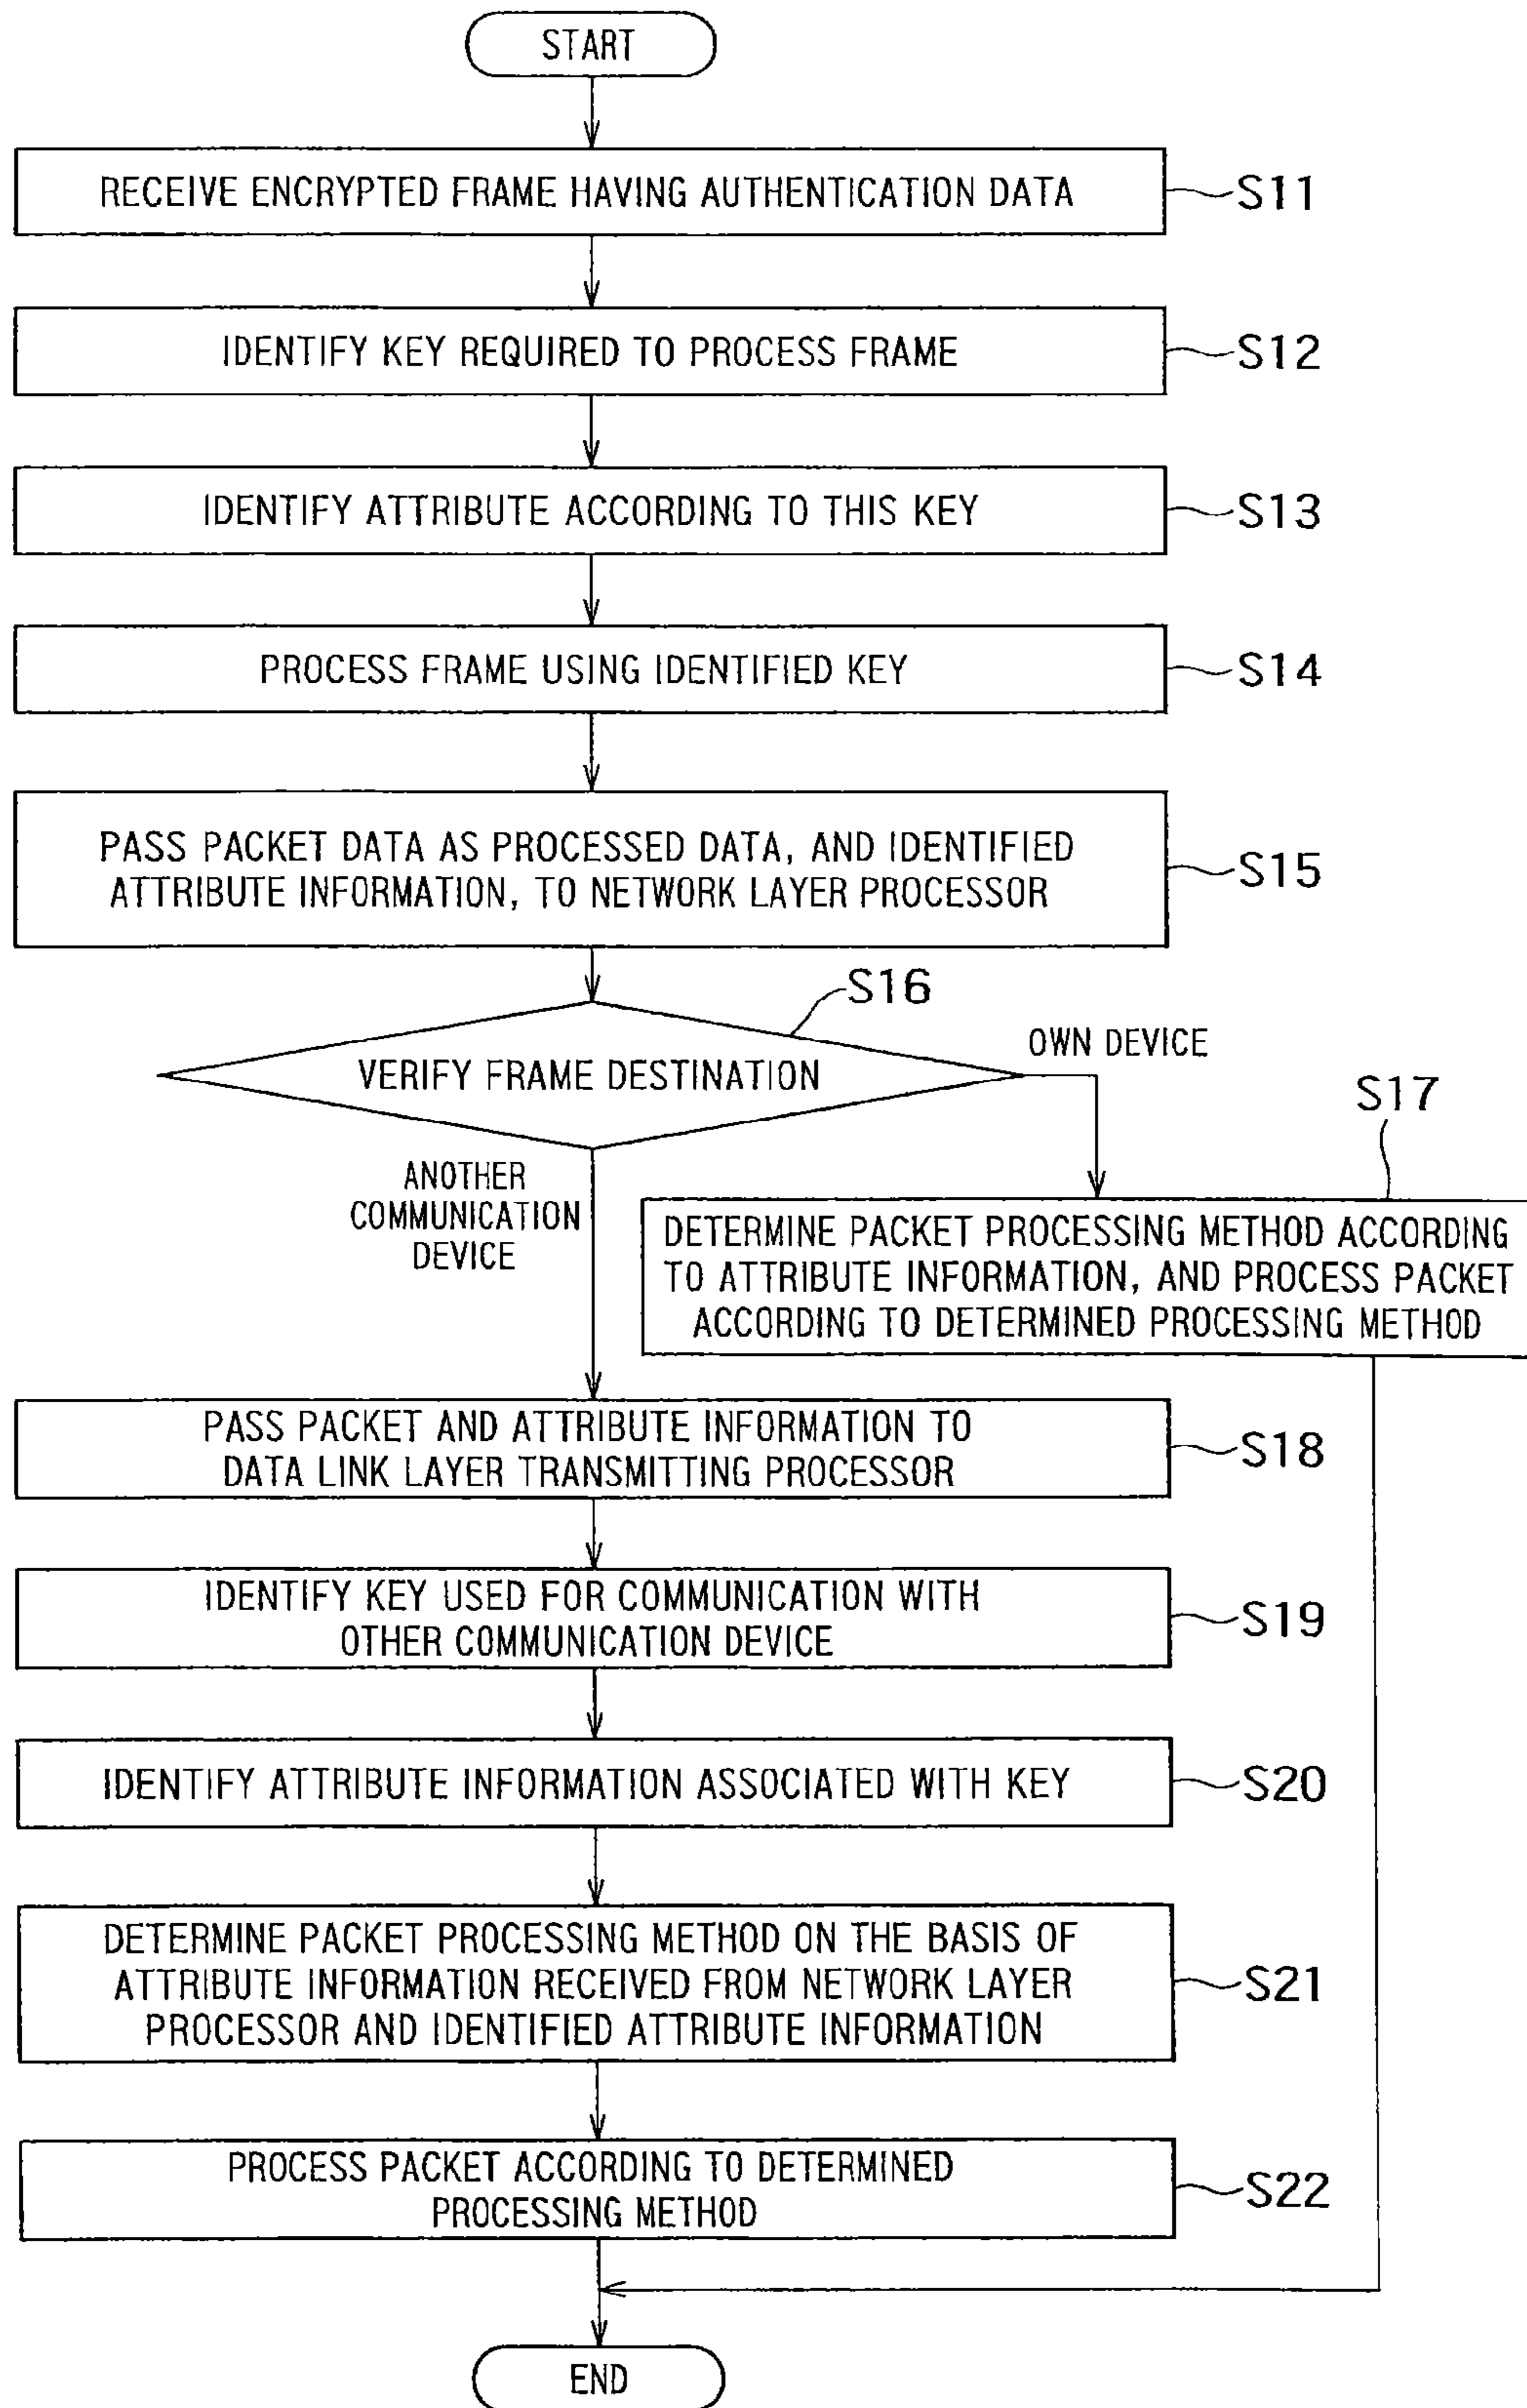 START
RECEIVE ENCRYPTED FRAME HAVING AUTHENTICATION DATA
S11
IDENTIFY KEY REQUIRED TO PROCESS FRAME
S12
IDENTIFY ATTRIBUTE ACCORDING TO THIS KEY
S13
PROCESS FRAME USING IDENTIFIED KEY
S14
PASS PACKET DATA AS PROCESSED DATA, AND IDENTIFIED
ATTRIBUTE INFORMATION, TO NETWORK LAYER PROCESSOR
S15
S16
VERIFY FRAME DESTINATION
OWN DEVICE
S17
ANOTHER
COMMUNICATION
DEVICE
DETERMINE PACKET PROCESSING METHOD ACCORDING
TO ATTRIBUTE INFORMATION, AND PROCESS PACKET
ACCORDING TO DETERMINED PROCESSING METHOD
PASS PACKET AND ATTRIBUTE INFORMATION TO
DATA LINK LAYER TRANSMITTING PROCESSOR
S18
IDENTIFY KEY USED FOR COMMUNICATION WITH
OTHER COMMUNICATION DEVICE
S19
IDENTIFY ATTRIBUTE INFORMATION ASSOCIATED WITH KEY
S20
DETERMINE PACKET PROCESSING METHOD ON THE BASIS OF
ATTRIBUTE INFORMATION RECEIVED FROM NETWORK LAYER
PROCESSOR AND IDENTIFIED ATTRIBUTE INFORMATION
S21
PROCESS PACKET ACCORDING TO DETERMINED
PROCESSING METHOD
S22
END